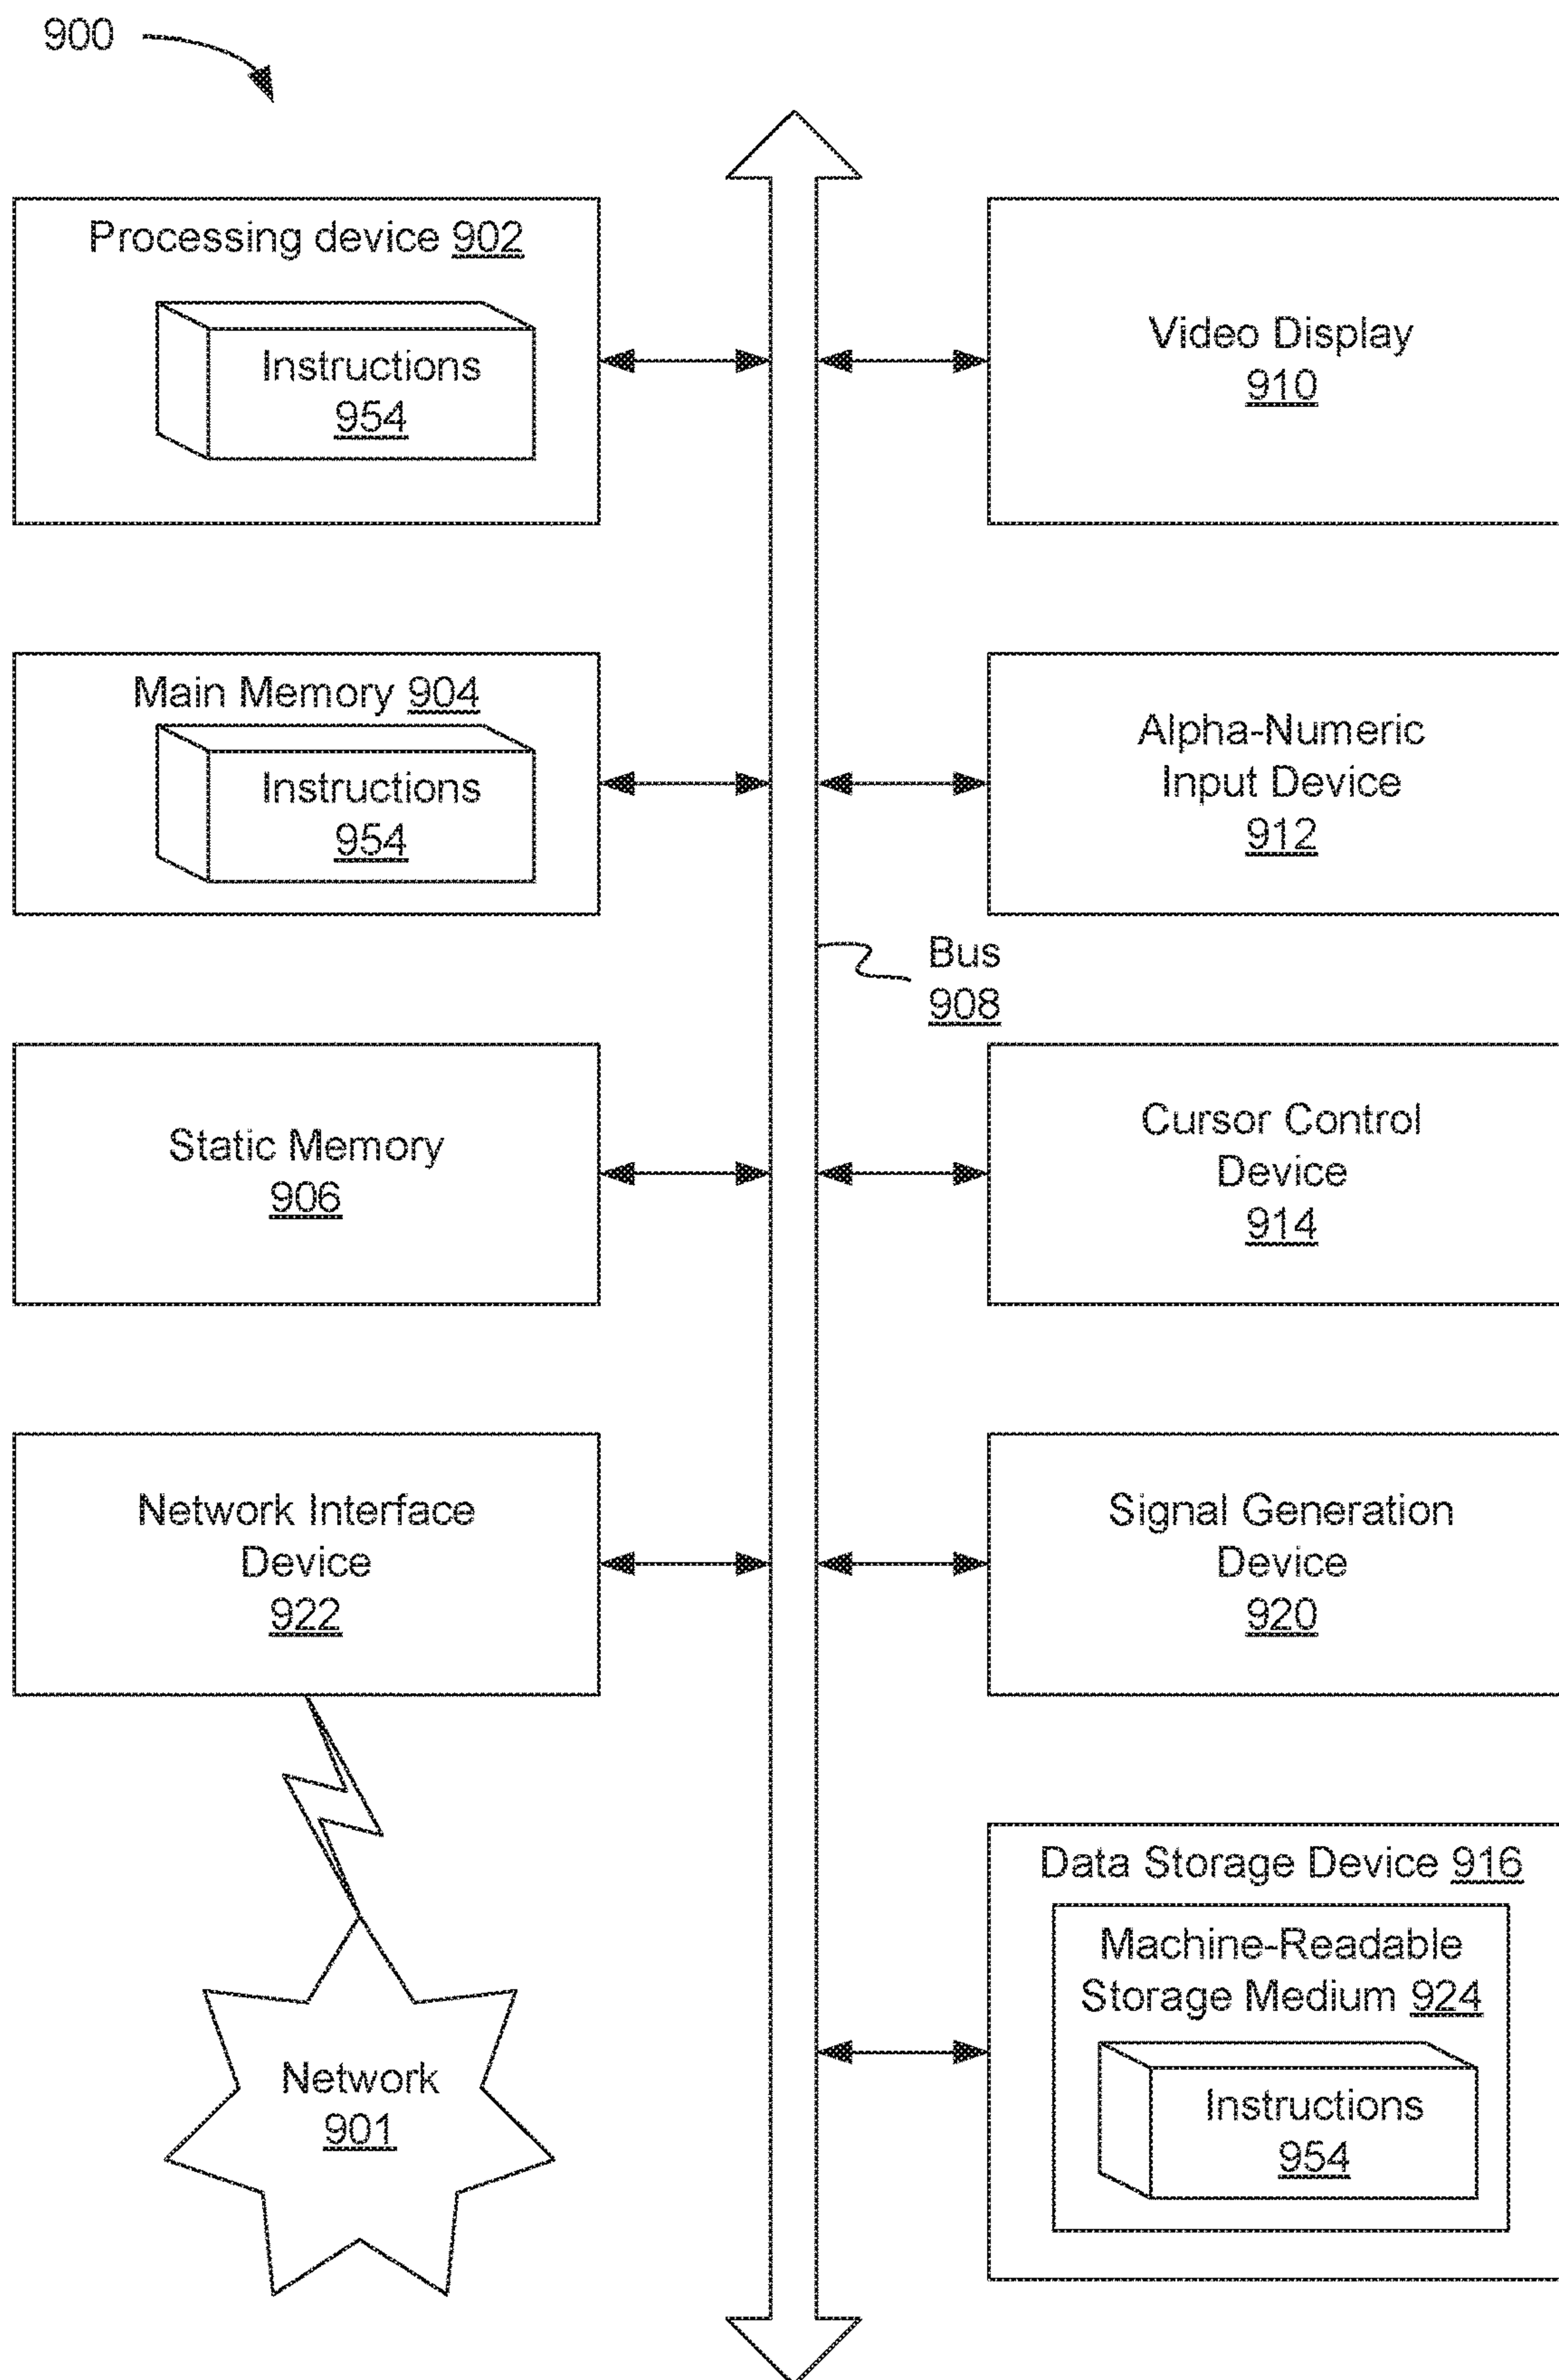 900
Processing device 902
Instructions
954
Video Display
910
Main Memory 904
Instructions
954
Alpha-Numeric
Input Device
912
Bus
908
Static Memory
906
Cursor Control
Device
914
Network Interface
Device
922
Signal Generation
Device
920
Data Storage Device 916
Machine-Readable
Storage Medium 924
Instructions
954
Network
901